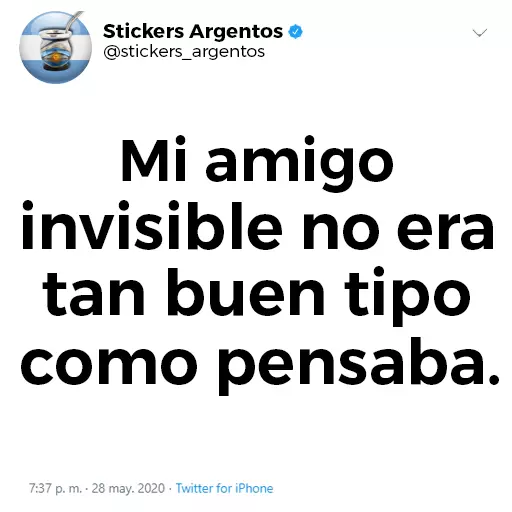 Stickers Argentos
@stickers_argentos
Mi amigo
invisible no era
tan buen tipo
como pensaba.
7:37 p. m. · 28 may. 2020 · Twitter for iPhone